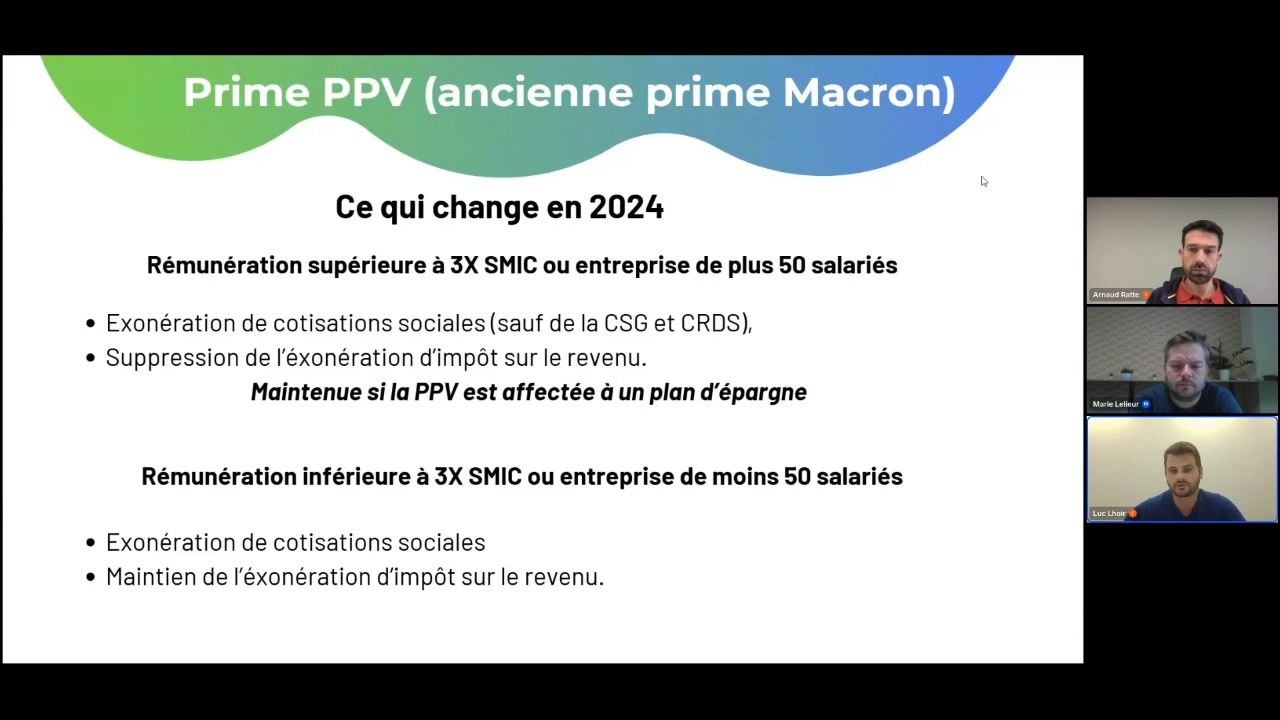 Prime PPV (ancienne prime Macron)
Ce qui change en 2024
Rémunération supérieure à 3X SMIC ou entreprise de plus 50 salariés
• Exonération de cotisations sociales (sauf de la CSG et CRDS),
• Suppression de l'éxonération d'impôt sur le revenu.
Maintenue si la PPV est affectée à un plan d'épargne
Rémunération inférieure à 3X SMIC ou entreprise de moins 50 salariés
• Exonération de cotisations sociales
• Maintien de l'éxonération d'impôt sur le revenu.
Arnaud Ratte
Marie Lelieur
Luc Lhoir